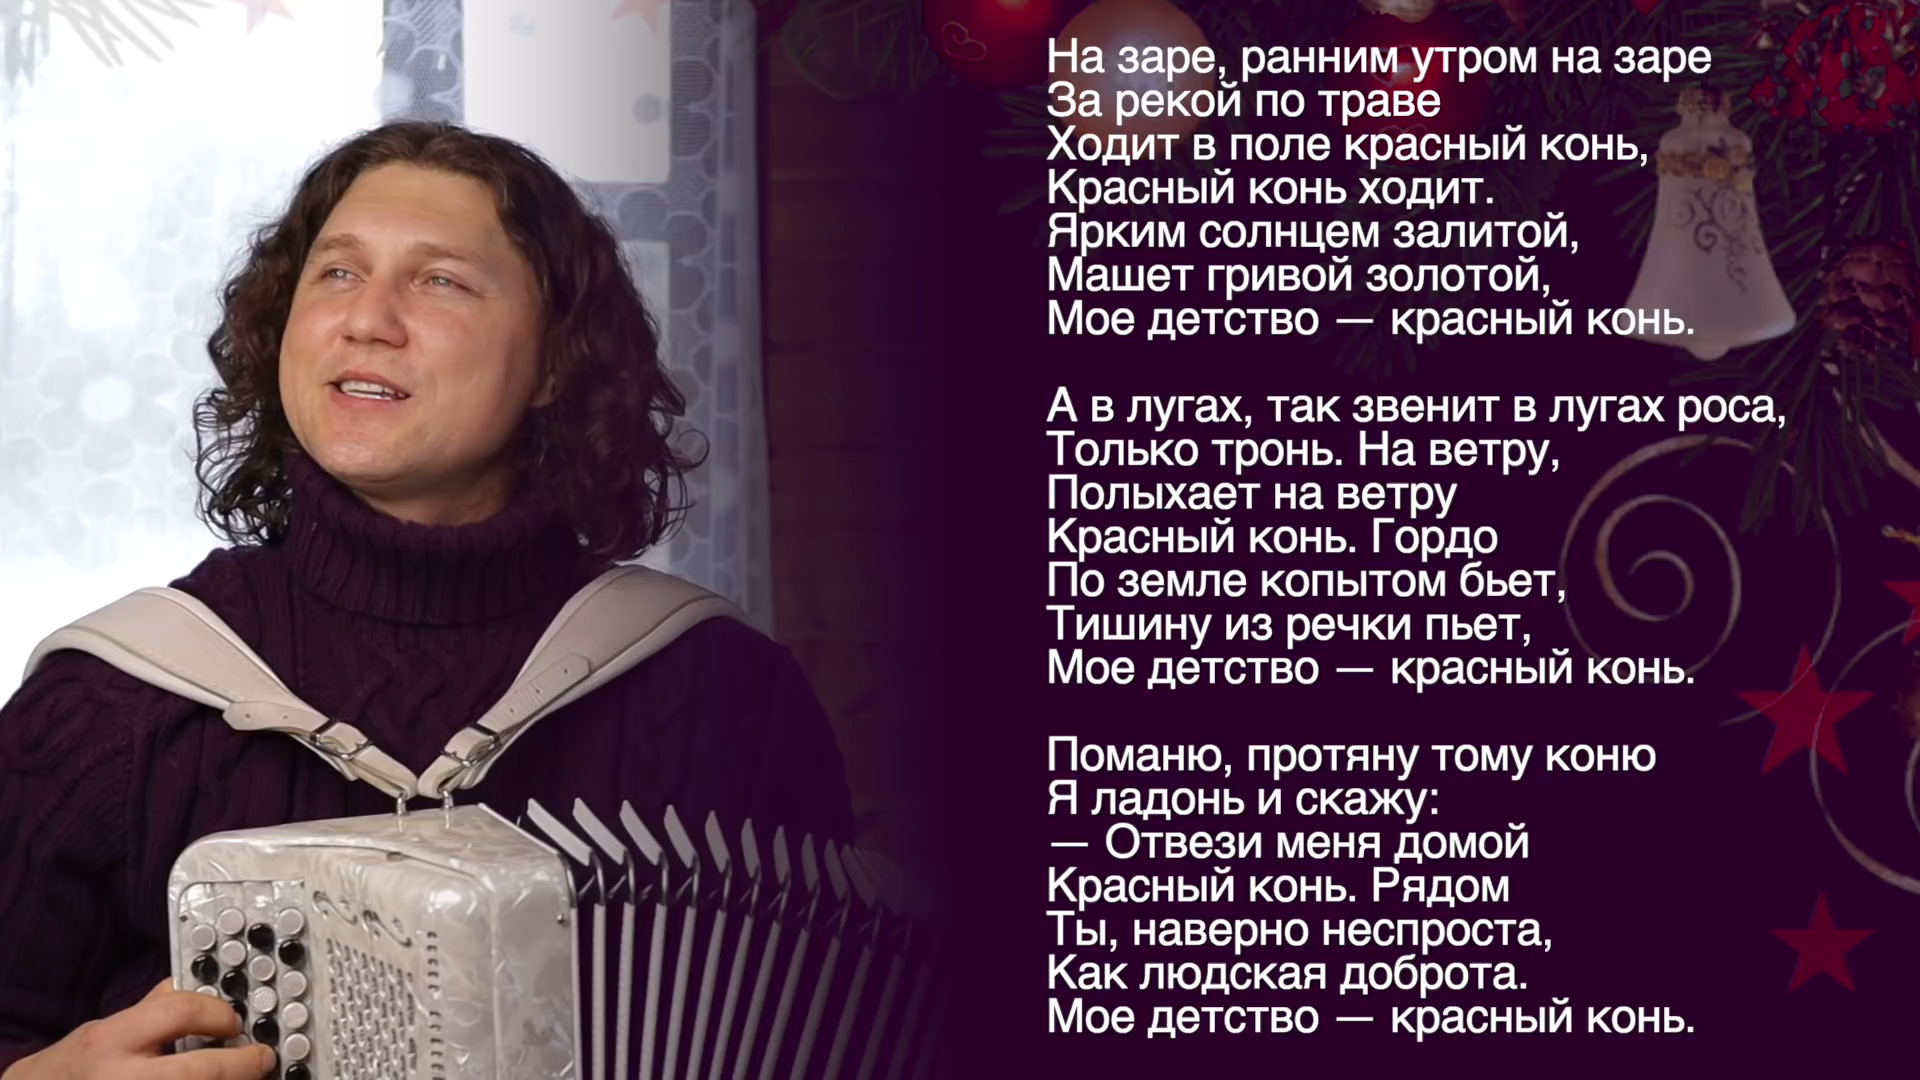 На заре, ранним утром на заре
За рекой по траве
Ходит в поле красный конь,
Красный конь ходит.
Ярким солнцем залитой,
Машет гривой золотой,
Мое детство — красный конь.
А в лугах, так звенит в лугах роса,
Только тронь. На ветру,
Полыхает на ветру
Красный конь. Гордо
По земле копытом бьет,
Тишину из речки пьет,
Мое детство — красный конь.
Поманю, протяну тому коню
Я ладонь и скажу:
— Отвези меня домой
Красный конь. Рядом
Ты, наверно неспроста,
Как людская доброта.
Мое детство — красный конь.